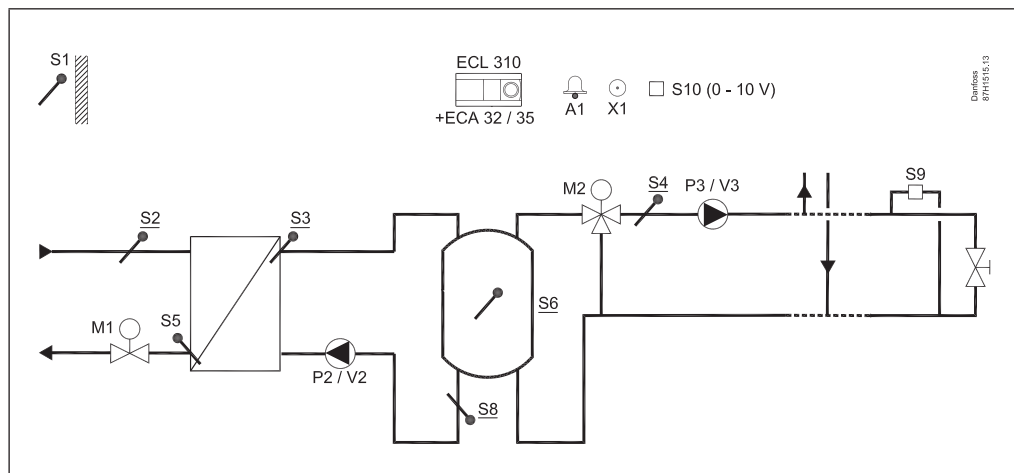 S1
ECL 310
+ECA 32 / 35
A1
X1
S10 (0 - 10 V)
Danfoss
87H1515.13
S2
S3
M2
S4
P3 / V3
S9
S6
M1
S5
P2 / V2
S8